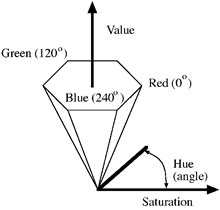 Value
Green (120°)
Red (0°)
Blue (240°)
Hue
(angle)
Saturation